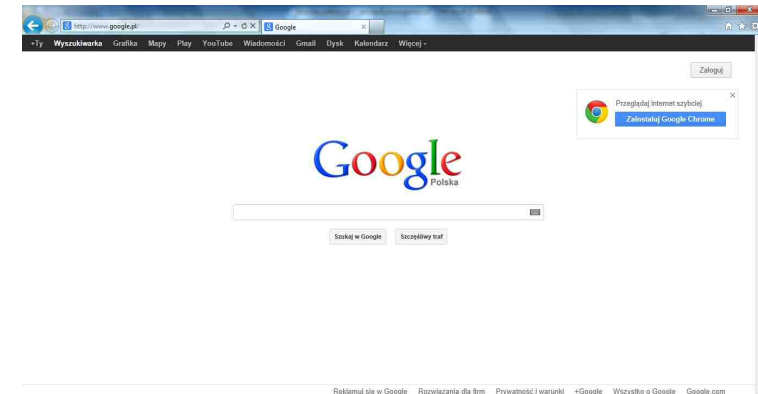 http://www.google.pl/
Google
+Ty Wyszukiwarka Grafika Mapy Play YouTube Wiadomości Gmail Dysk Kalendarz Więcej
Zaloguj
Przeglądaj internet szybciej
Zainstaluj Google Chrome
Google
Polska
Szukaj w Google Szczęśliwy traf
Reklamuj się w Google Rozwiązania dla firm Prywatność i warunki +Google Wszystko o Google Google.com